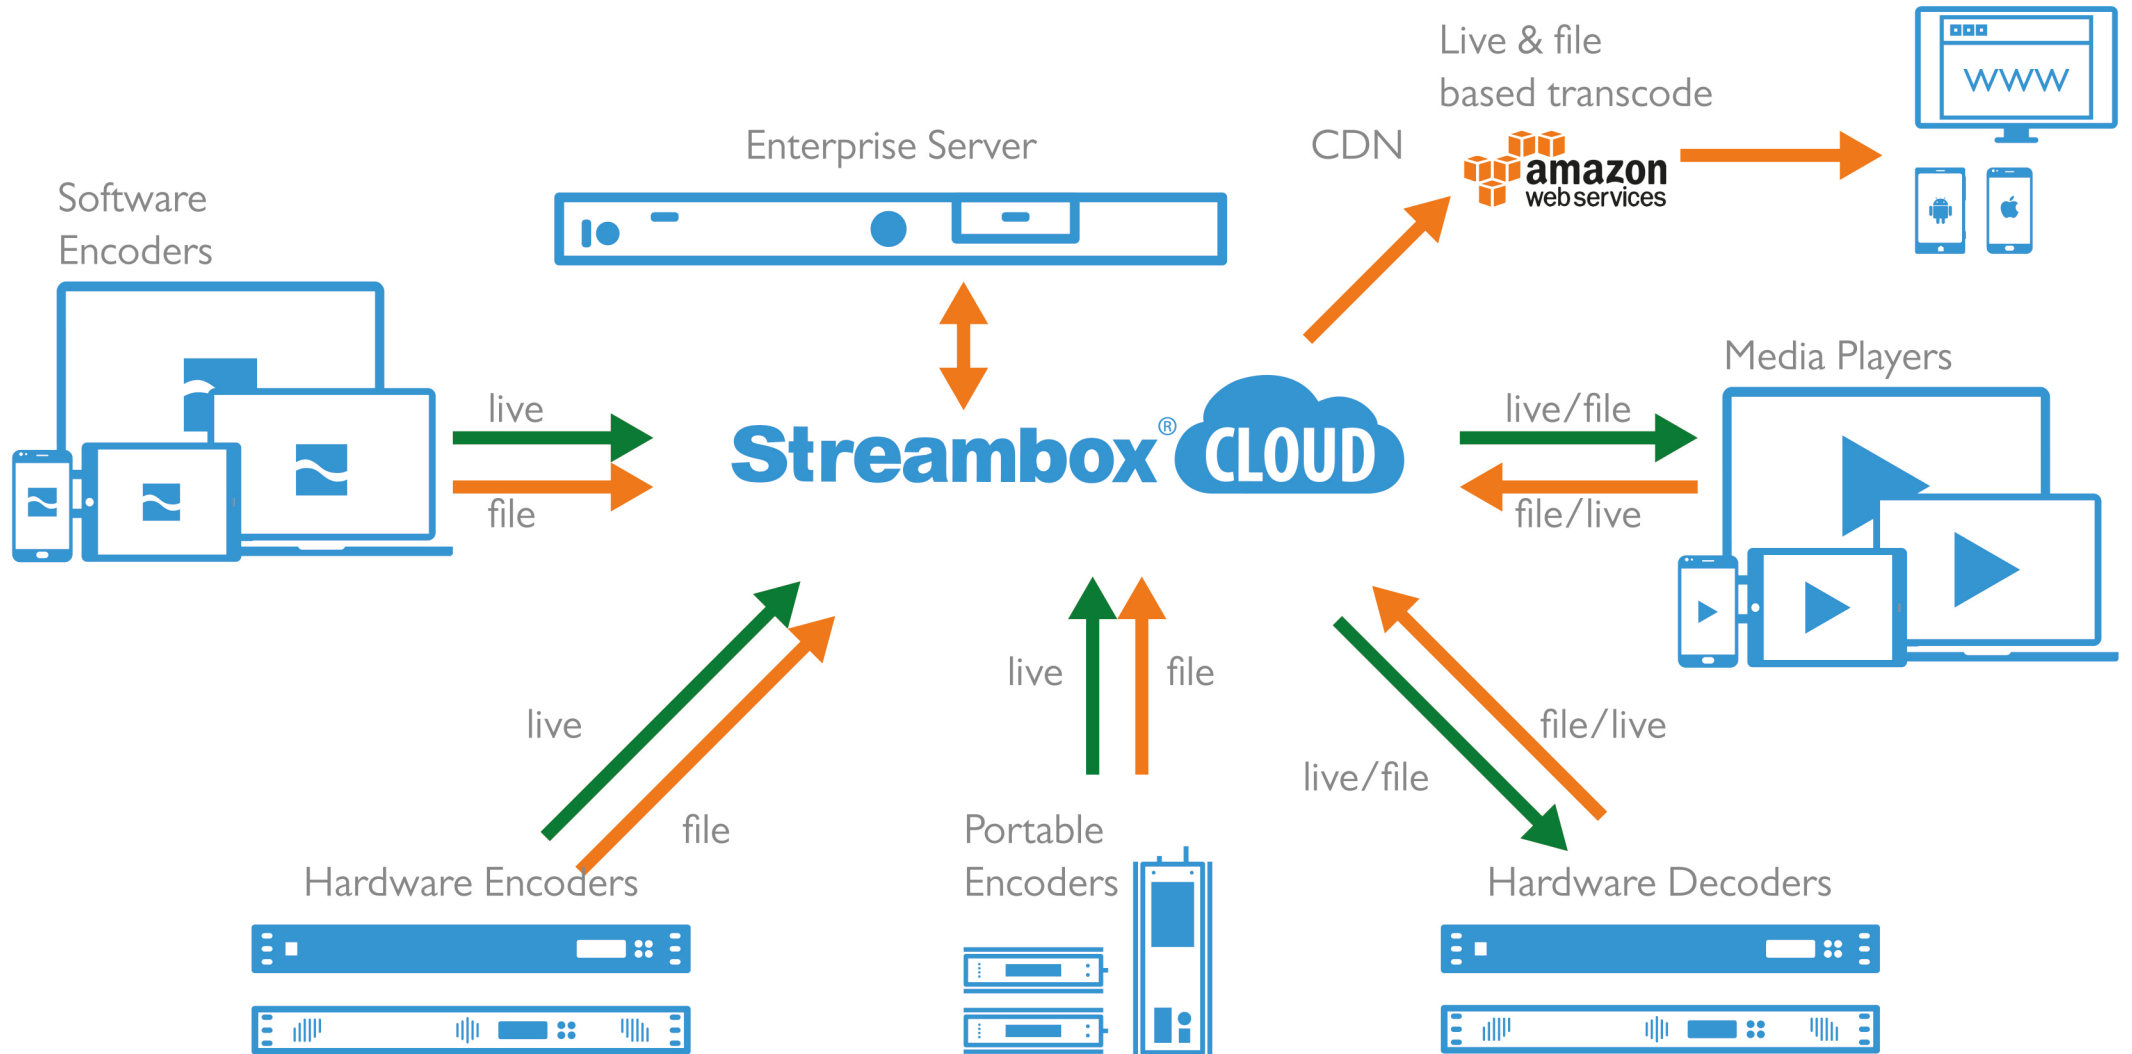 Live & file
based transcode
WWW
Enterprise Server
CDN
amazon
web services
Software
Encoders
Media Players
live
file
Streambox® CLOUD
live/file
file/live
live
file
live
file
file/live
live/file
Portable
Encoders
Hardware Encoders
Hardware Decoders